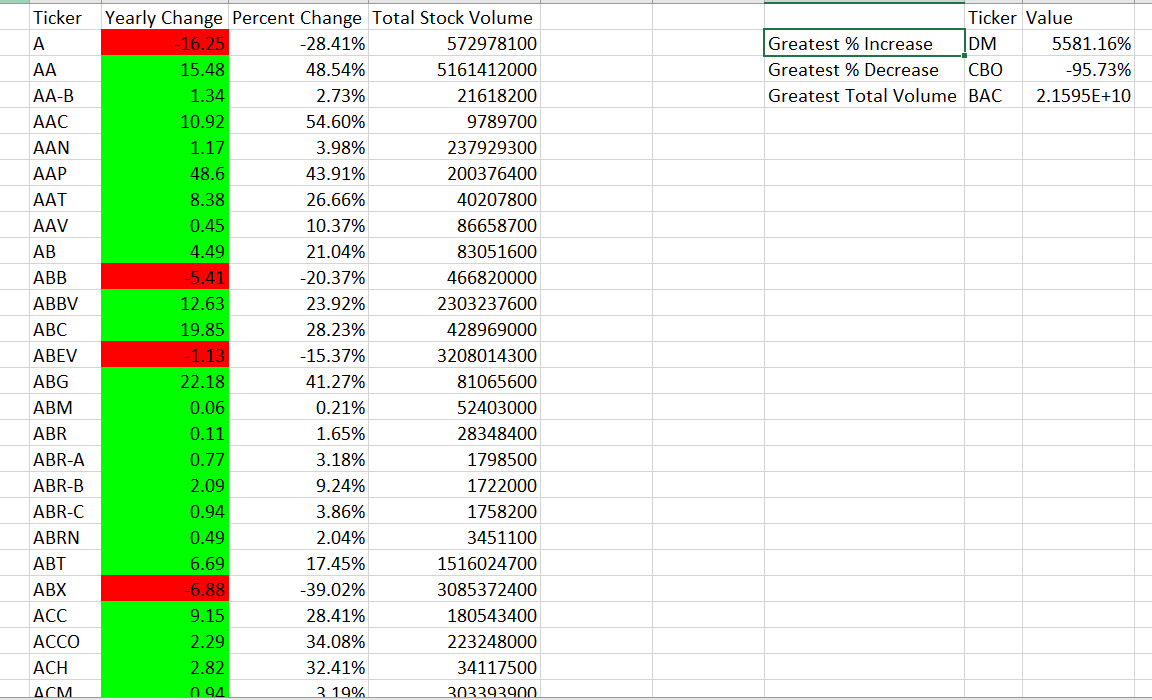 Ticker Yearly Change Percent Change Total Stock Volume Ticker Value
A -16.25 -28.41% 572978100 Greatest % Increase DM 5581.16%
AA 15.48 48.54% 5161412000 Greatest % Decrease CBO -95.73%
AA-B 1.34 2.73% 21618200 Greatest Total Volume BAC 2.1595E+10
AAC 10.92 54.60% 9789700
AAN 1.17 3.98% 237929300
AAP 48.6 43.91% 200376400
AAT 8.38 26.66% 40207800
AAV 0.45 10.37% 86658700
AB 4.49 21.04% 83051600
ABB -5.41 -20.37% 466820000
ABBV 12.63 23.92% 2303237600
ABC 19.85 28.23% 428969000
ABEV -1.13 -15.37% 3208014300
ABG 22.18 41.27% 81065600
ABM 0.06 0.21% 52403000
ABR 0.11 1.65% 28348400
ABR-A 0.77 3.18% 1798500
ABR-B 2.09 9.24% 1722000
ABR-C 0.94 3.86% 1758200
ABRN 0.49 2.04% 3451100
ABT 6.69 17.45% 1516024700
ABX -6.88 -39.02% 3085372400
ACC 9.15 28.41% 180543400
ACCO 2.29 34.08% 223248000
ACH 2.82 32.41% 34117500
ACM 0.94 3.19% 303393900